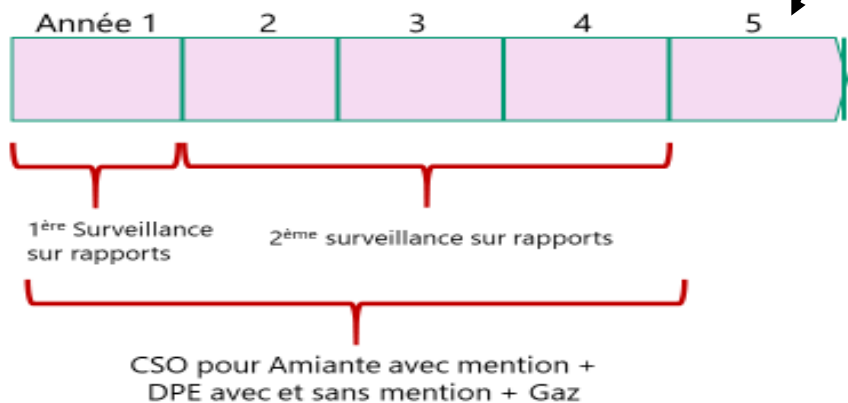 Année 1 2 3 4 5
1ère Surveillance
sur rapports
2ème surveillance sur rapports
CSO pour Amiante avec mention +
DPE avec et sans mention + Gaz